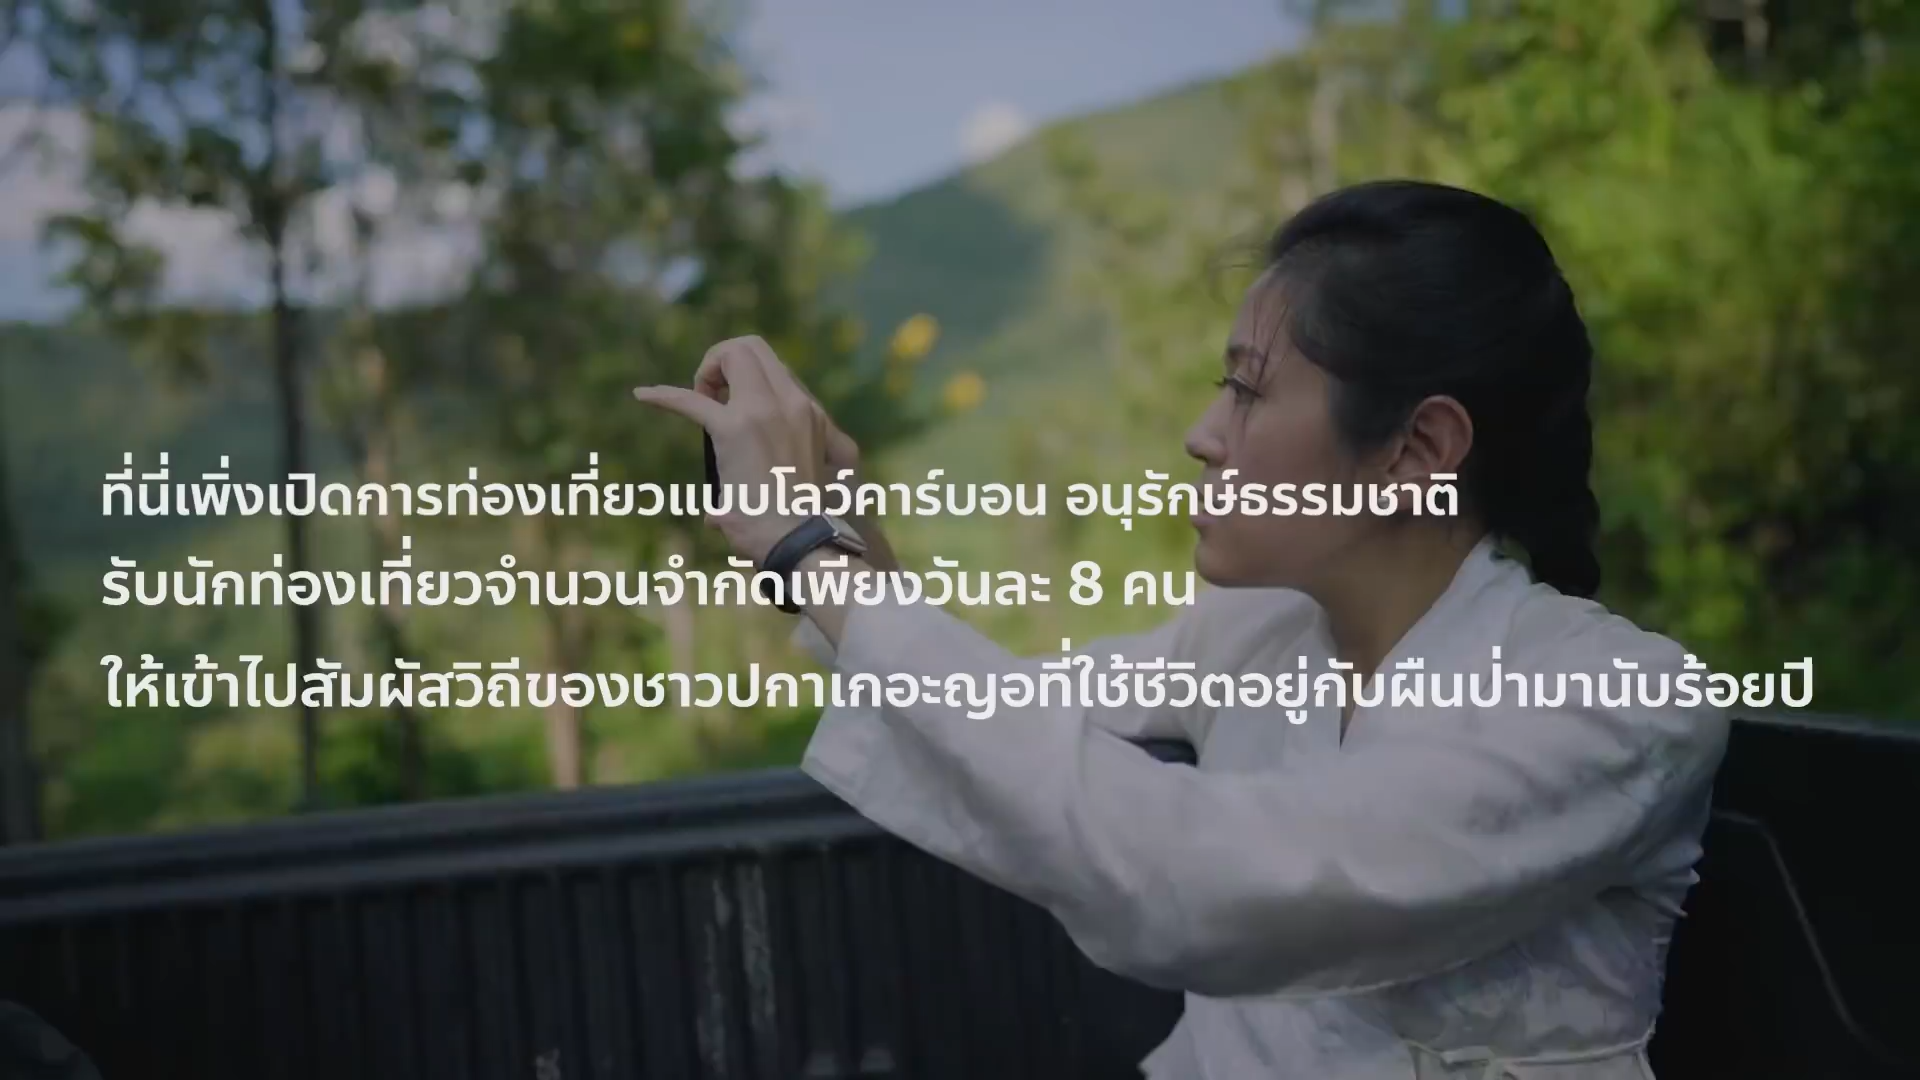 ที่นี่เพิ่งเปิดการท่องเที่ยวแบบโลว์คาร์บอน อนุรักษ์ธรรมชาติ
รับนักท่องเที่ยวจำนวนจำกัดเพียงวันละ 8 คน
ให้เข้าไปสัมผัสวิถีของชาวปกาเกอะญอที่ใช้ชีวิตอยู่กับผืนป่ามานับร้อยปี